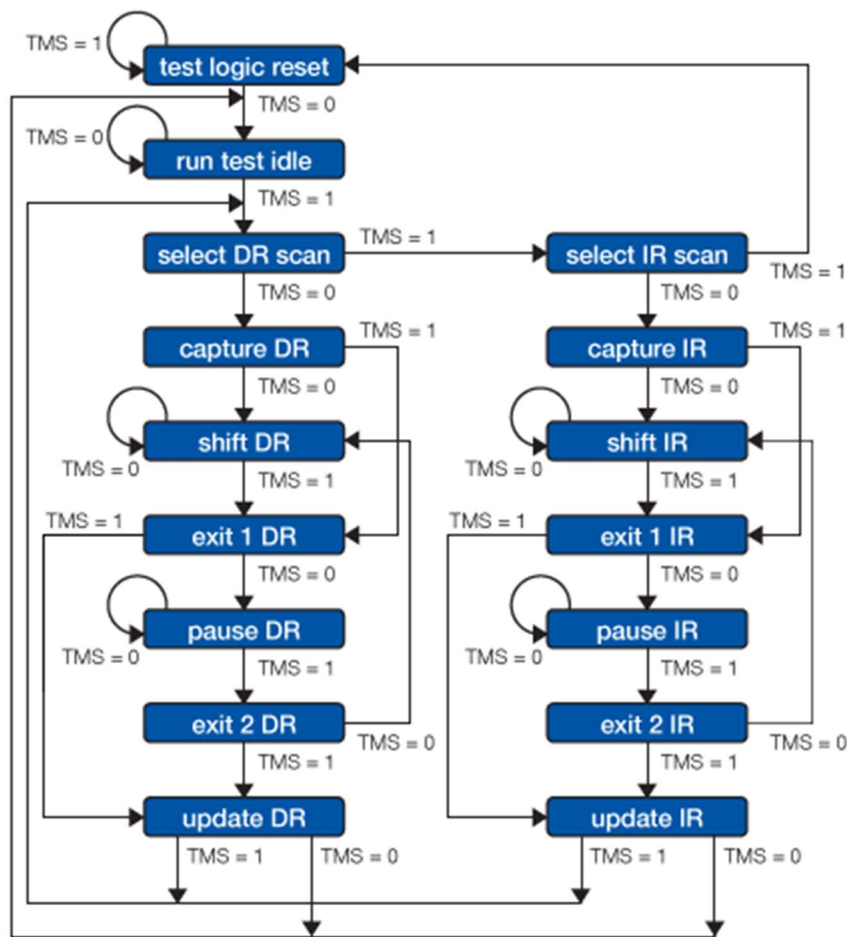 TMS = 1
test logic reset
TMS = 0
TMS = 0
run test idle
TMS = 1
select DR scan
TMS = 1
select IR scan
TMS = 1
TMS = 0
TMS = 0
capture DR
TMS = 1
capture IR
TMS = 1
TMS = 0
TMS = 0
shift DR
shift IR
TMS = 0
TMS = 1
TMS = 0
TMS = 1
TMS = 1
exit 1 DR
TMS = 1
exit 1 IR
TMS = 0
TMS = 0
pause DR
pause IR
TMS = 0
TMS = 1
TMS = 0
TMS = 1
exit 2 DR
TMS = 0
exit 2 IR
TMS = 0
TMS = 1
TMS = 1
update DR
update IR
TMS = 1
TMS = 0
TMS = 1
TMS = 0